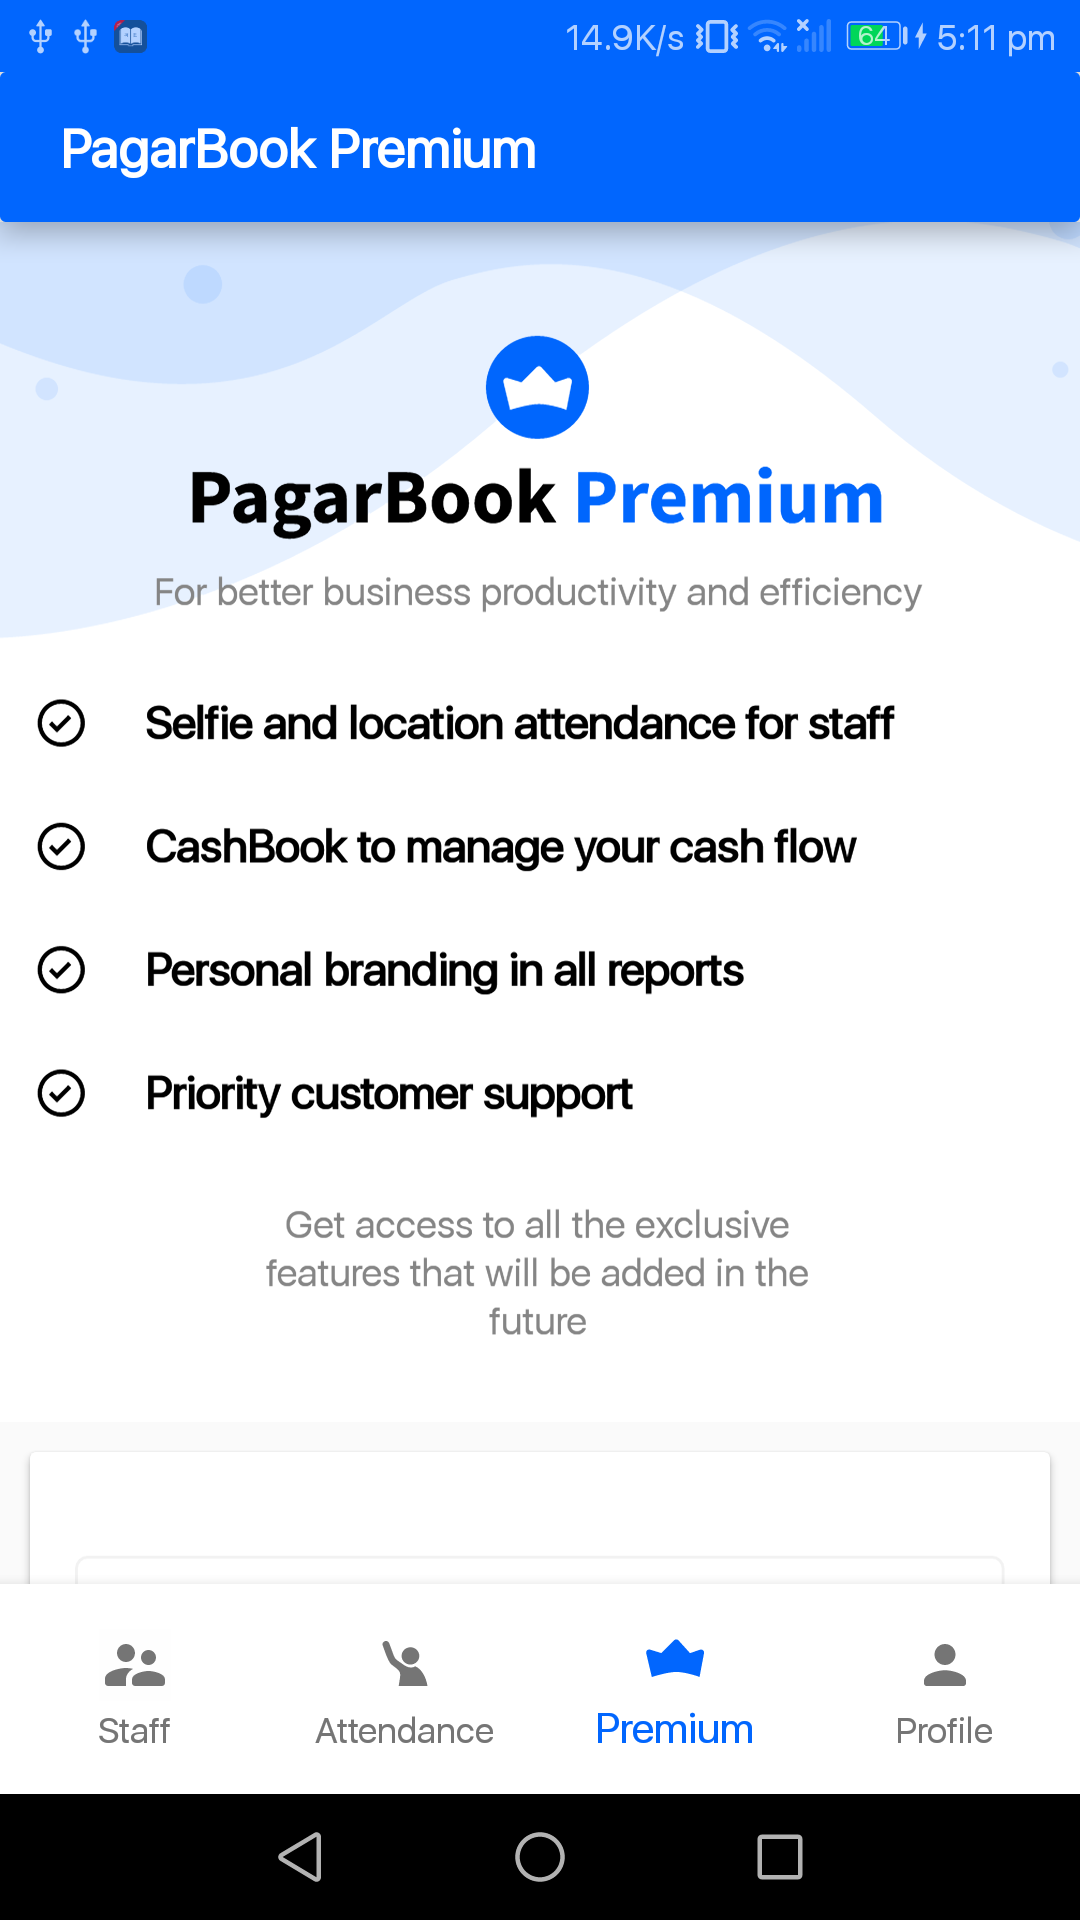 14.9K/s 64 5:11 pm
PagarBook Premium
PagarBook Premium
For better business productivity and efficiency
Selfie and location attendance for staff
CashBook to manage your cash flow
Personal branding in all reports
Priority customer support
Get access to all the exclusive
features that will be added in the
future
Staff Attendance Premium Profile